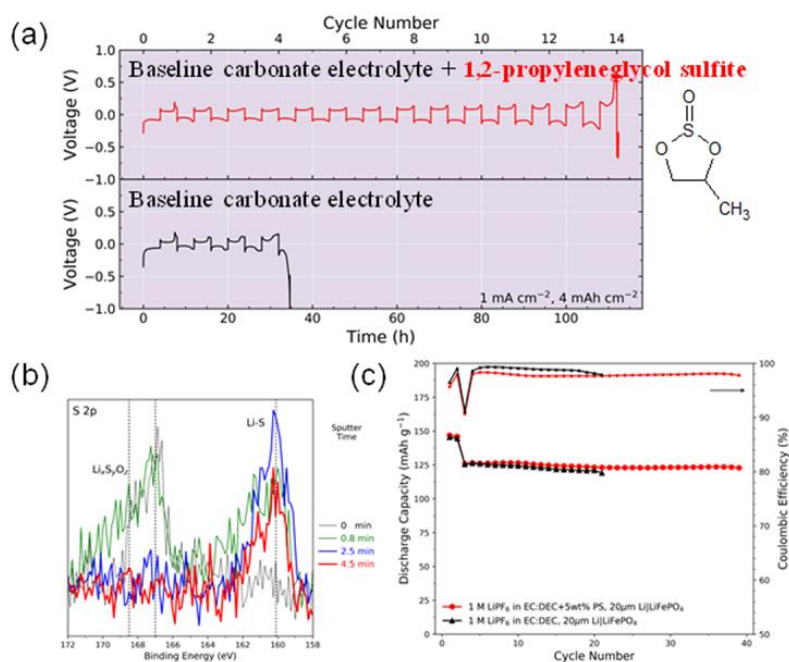 (a)
Cycle Number
0 2 4 6 8 10 12 14
Baseline carbonate electrolyte + 1,2-propyleneglycol sulfite
Voltage (V)
1.0
0.5
0.0
-0.5
-1.0
O
S
O O
CH3
Baseline carbonate electrolyte
Voltage (V)
0.5
0.0
-0.5
-1.0
1 mA cm⁻², 4 mAh cm⁻²
0 20 40 60 80 100
Time (h)
(b)
S 2p
Li-S
Sputter
Time
LiₓSᵧO_z
0 min
0.8 min
2.5 min
4.5 min
172 170 168 166 164 162 160 158
Binding Energy (eV)
(c)
Discharge Capacity (mAh g⁻¹)
200
175
150
125
100
75
50
25
0
Coulombic Efficiency (%)
100
90
80
70
60
50
1 M LiPF₆ in EC:DEC+5wt% PS, 20μm Li|LiFePO₄
1 M LiPF₆ in EC:DEC, 20μm Li|LiFePO₄
0 10 20 30 40
Cycle Number